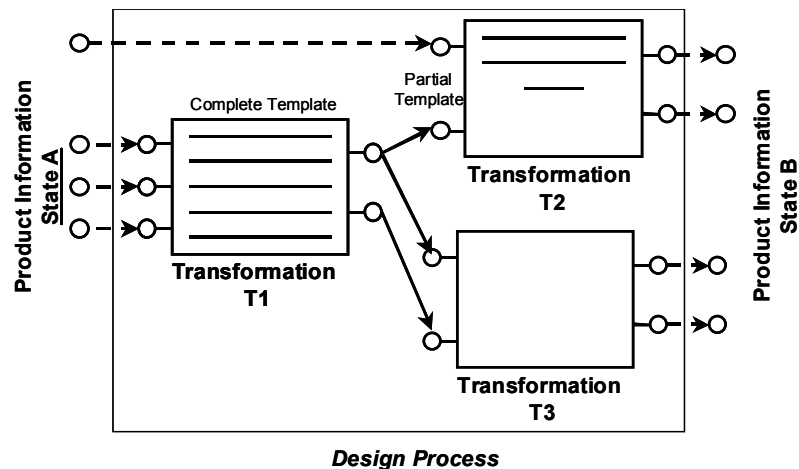 Product Information
State A
Complete Template
Transformation
T1
Partial
Template
Transformation
T2
Transformation
T3
Product Information
State B
Design Process